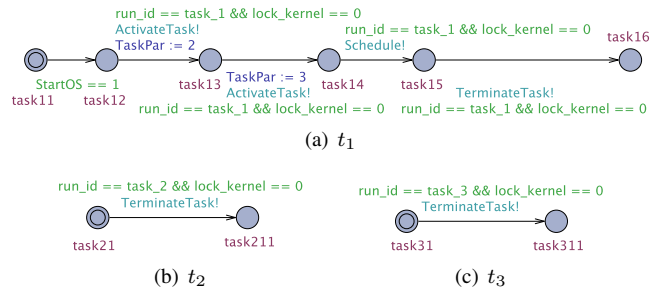 run_id == task_1 && lock_kernel == 0
ActivateTask!
TaskPar := 2
run_id == task_1 && lock_kernel == 0
Schedule!
task16
StartOS == 1
task11
task12
task13
TaskPar := 3
ActivateTask!
task14
task15
TerminateTask!
run_id == task_1 && lock_kernel == 0
run_id == task_1 && lock_kernel == 0
(a) t1
run_id == task_2 && lock_kernel == 0
TerminateTask!
task21
task211
(b) t2
run_id == task_3 && lock_kernel == 0
TerminateTask!
task31
task311
(c) t3